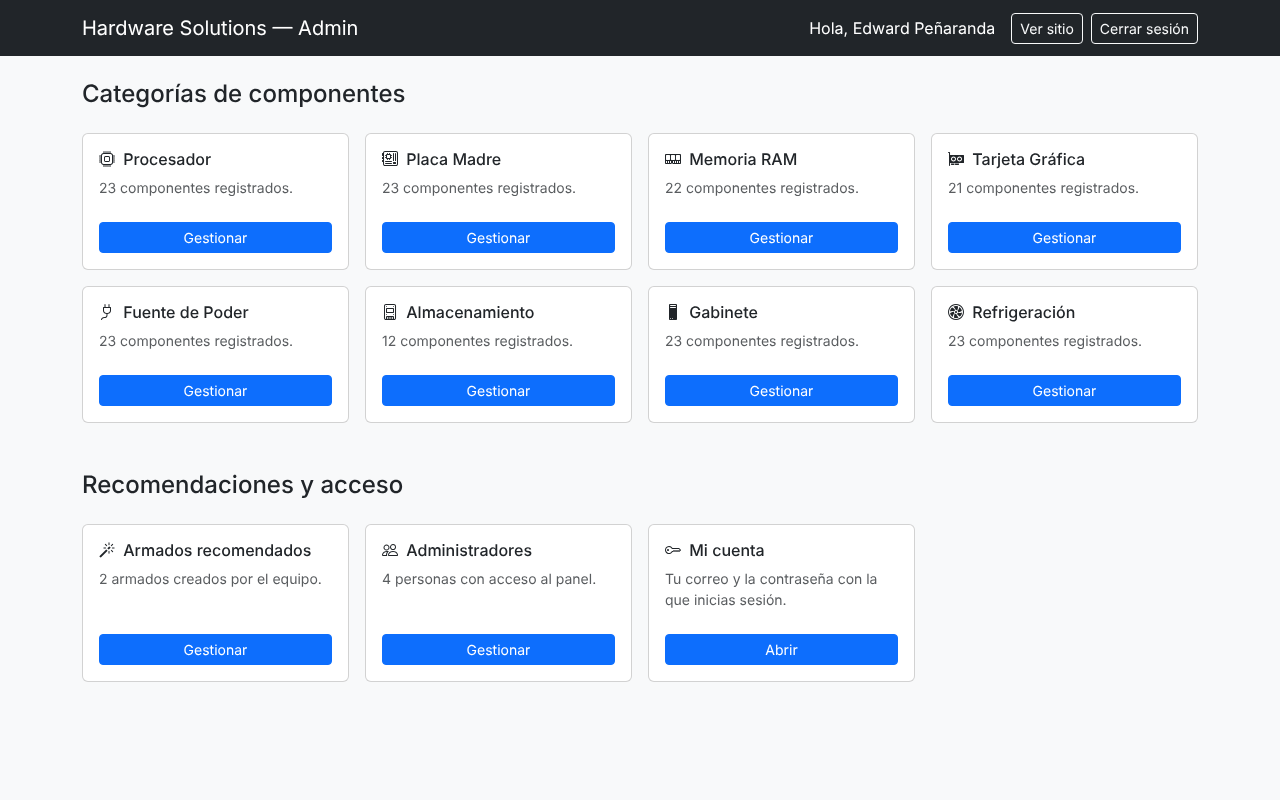 Hardware Solutions — Admin
Hola, Edward Peñaranda
Ver sitio
Cerrar sesión
Categorías de componentes
Procesador
23 componentes registrados.
Gestionar
Placa Madre
23 componentes registrados.
Gestionar
Memoria RAM
22 componentes registrados.
Gestionar
Tarjeta Gráfica
21 componentes registrados.
Gestionar
Fuente de Poder
23 componentes registrados.
Gestionar
Almacenamiento
12 componentes registrados.
Gestionar
Gabinete
23 componentes registrados.
Gestionar
Refrigeración
23 componentes registrados.
Gestionar
Recomendaciones y acceso
Armados recomendados
2 armados creados por el equipo.
Gestionar
Administradores
4 personas con acceso al panel.
Gestionar
Mi cuenta
Tu correo y la contraseña con la
que inicias sesión.
Abrir